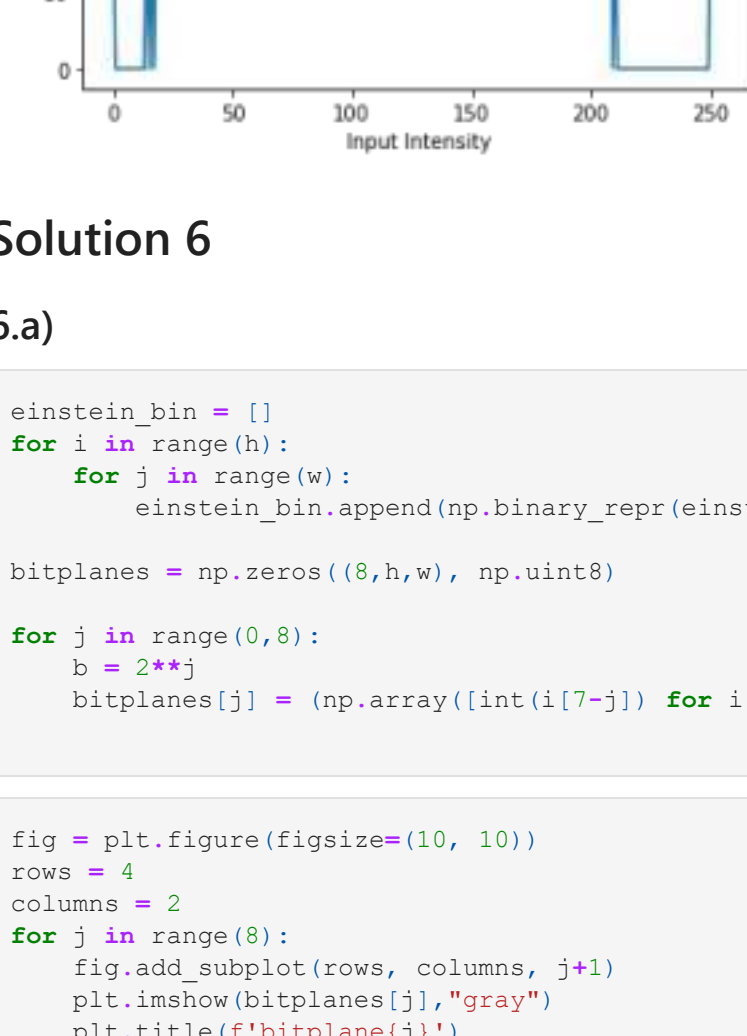 0
0 50 100 150 200 250
Input Intensity
Solution 6
6.a)
einstein_bin = []
for i in range(h):
    for j in range(w):
        einstein_bin.append(np.binary_repr(eins
bitplanes = np.zeros((8,h,w), np.uint8)
for j in range(0,8):
    b = 2**j
    bitplanes[j] = (np.array([int(i[7-j]) for i
fig = plt.figure(figsize=(10, 10))
rows = 4
columns = 2
for j in range(8):
    fig.add_subplot(rows, columns, j+1)
    plt.imshow(bitplanes[j],"gray")
    plt.title(f'bitplane{j}')